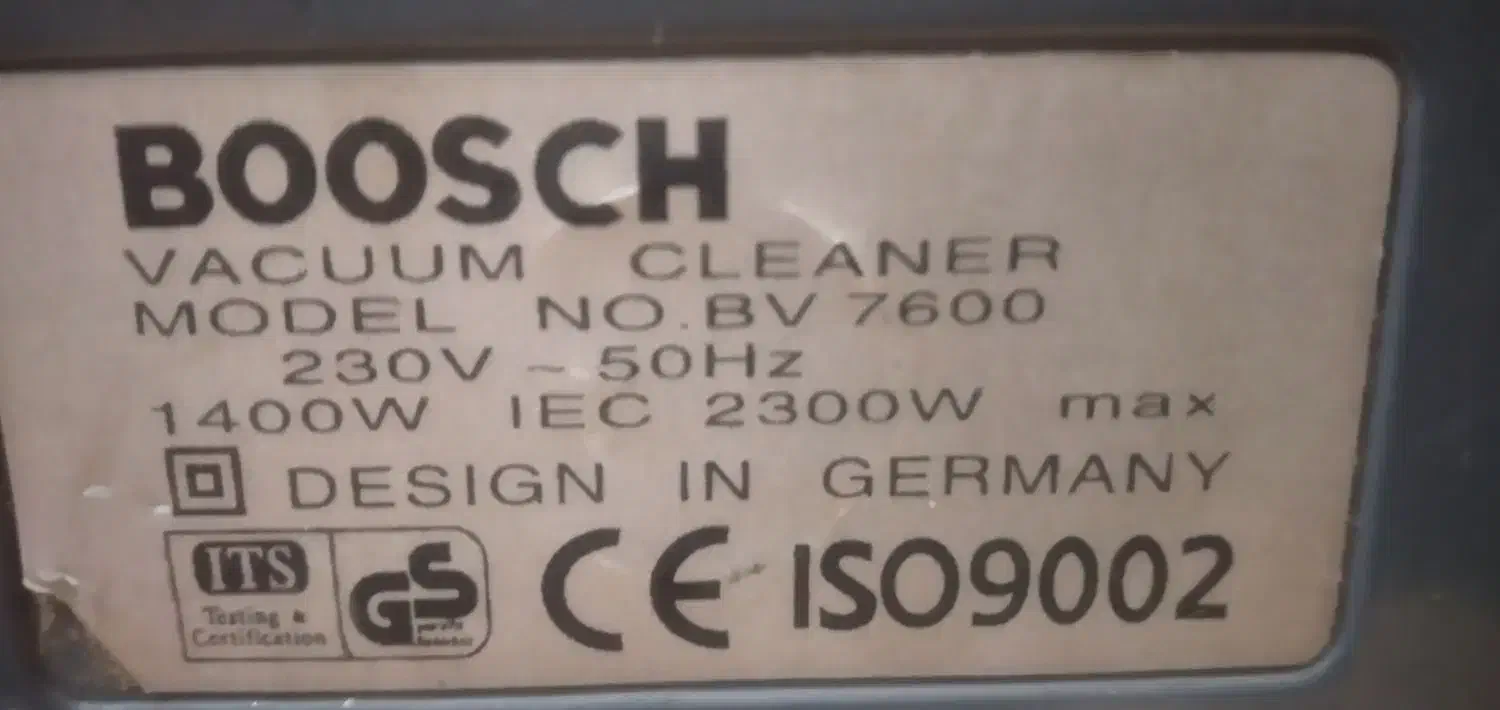 BOOSCH
VACUUM CLEANER
MODEL NO.BV 7600
230V ~ 50Hz
1400W IEC 2300W max
DESIGN IN GERMANY
ITS
Testing &
Certification
GS
CE ISO9002